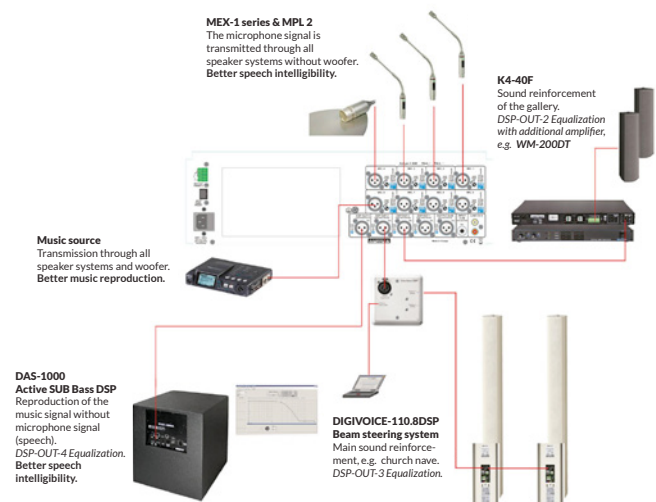 MEX-1 series & MPL 2
The microphone signal is
transmitted through all
speaker systems without woofer.
Better speech intelligibility.
K4-40F
Sound reinforcement
of the gallery.
DSP-OUT-2 Equalization
with additional amplifier,
e.g. WM-200DT
Music source
Transmission through all
speaker systems and woofer.
Better music reproduction.
DAS-1000
Active SUB Bass DSP
Reproduction of the
music signal without
microphone signal
(speech).
DSP-OUT-4 Equalization.
Better speech
intelligibility.
DIGIVOICE-110.8DSP
Beam steering system
Main sound reinforce-
ment, e.g. church nave.
DSP-OUT-3 Equalization.